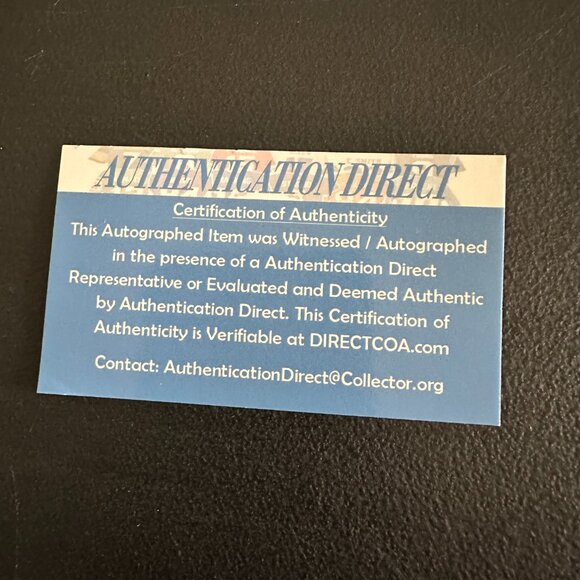 AUTHENTICATION DIRECT
Certification of Authenticity
This Autographed Item was Witnessed / Autographed
in the presence of a Authentication Direct
Representative or Evaluated and Deemed Authentic
by Authentication Direct. This Certification of
Authenticity is Verifiable at DIRECTCOA.com
Contact: AuthenticationDirect@Collector.org